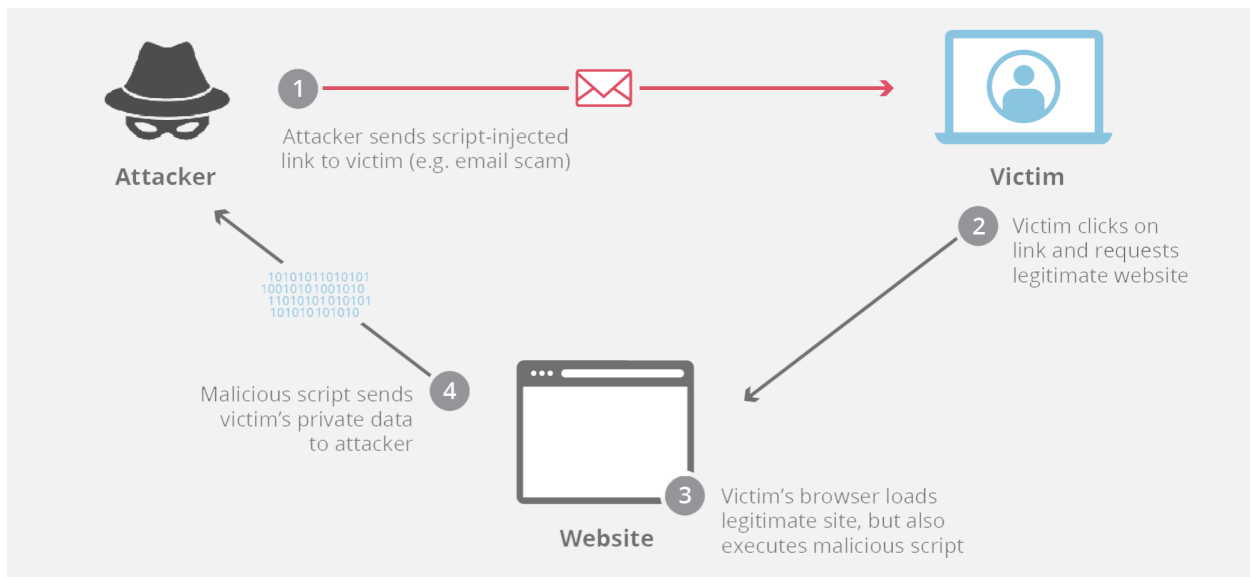 1
Attacker sends script-injected
link to victim (e.g. email scam)
Attacker
Victim
2
Victim clicks on
link and requests
legitimate website
10101011010101
10010101001010
11010101010101
101010101010
4
Malicious script sends
victim’s private data
to attacker
3
Victim’s browser loads
legitimate site, but also
executes malicious script
Website